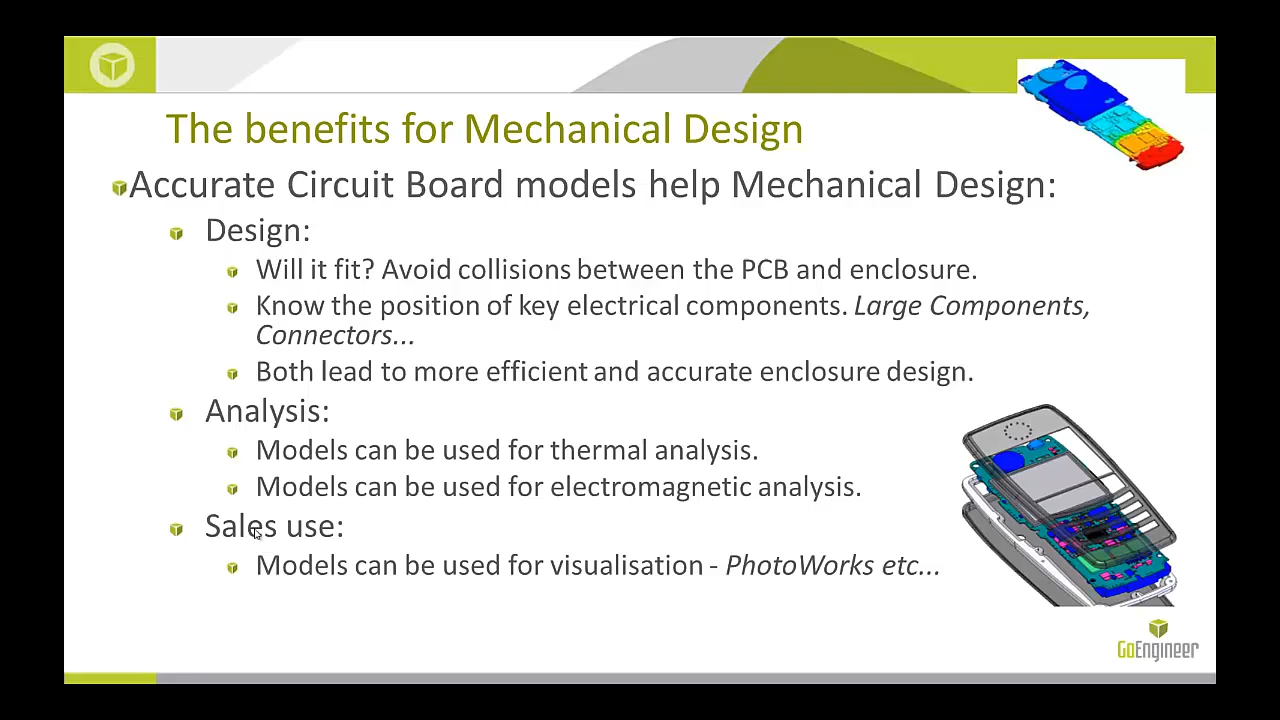 The benefits for Mechanical Design
Accurate Circuit Board models help Mechanical Design:
Design:
Will it fit? Avoid collisions between the PCB and enclosure.
Know the position of key electrical components. Large Components,
Connectors...
Both lead to more efficient and accurate enclosure design.
Analysis:
Models can be used for thermal analysis.
Models can be used for electromagnetic analysis.
Sales use:
Models can be used for visualisation - PhotoWorks etc...
GoEngineer